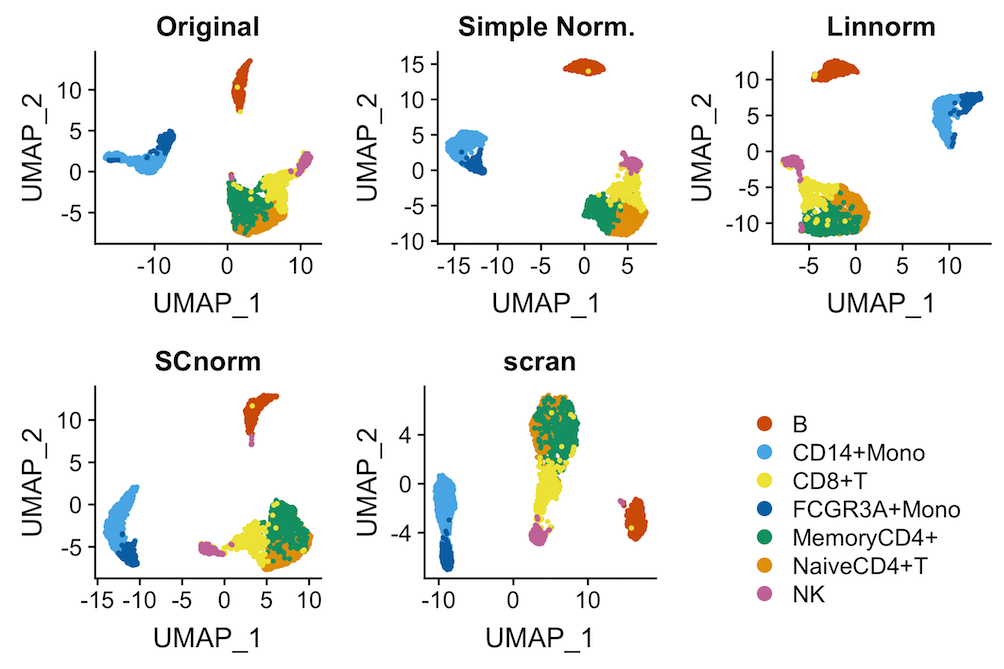 Original
UMAP_2
10
5
0
-5
-10
0
10
UMAP_1
Simple Norm.
UMAP_2
15
10
5
0
-5
-10
-15
-10
-5
0
5
UMAP_1
Linnorm
UMAP_2
10
5
0
-5
-10
-5
0
5
10
UMAP_1
SCnorm
UMAP_2
10
5
0
-5
-15
-10
-5
0
5
10
UMAP_1
scran
UMAP_2
4
0
-4
-10
0
10
UMAP_1
B
CD14+Mono
CD8+T
FCGR3A+Mono
MemoryCD4+
NaiveCD4+T
NK